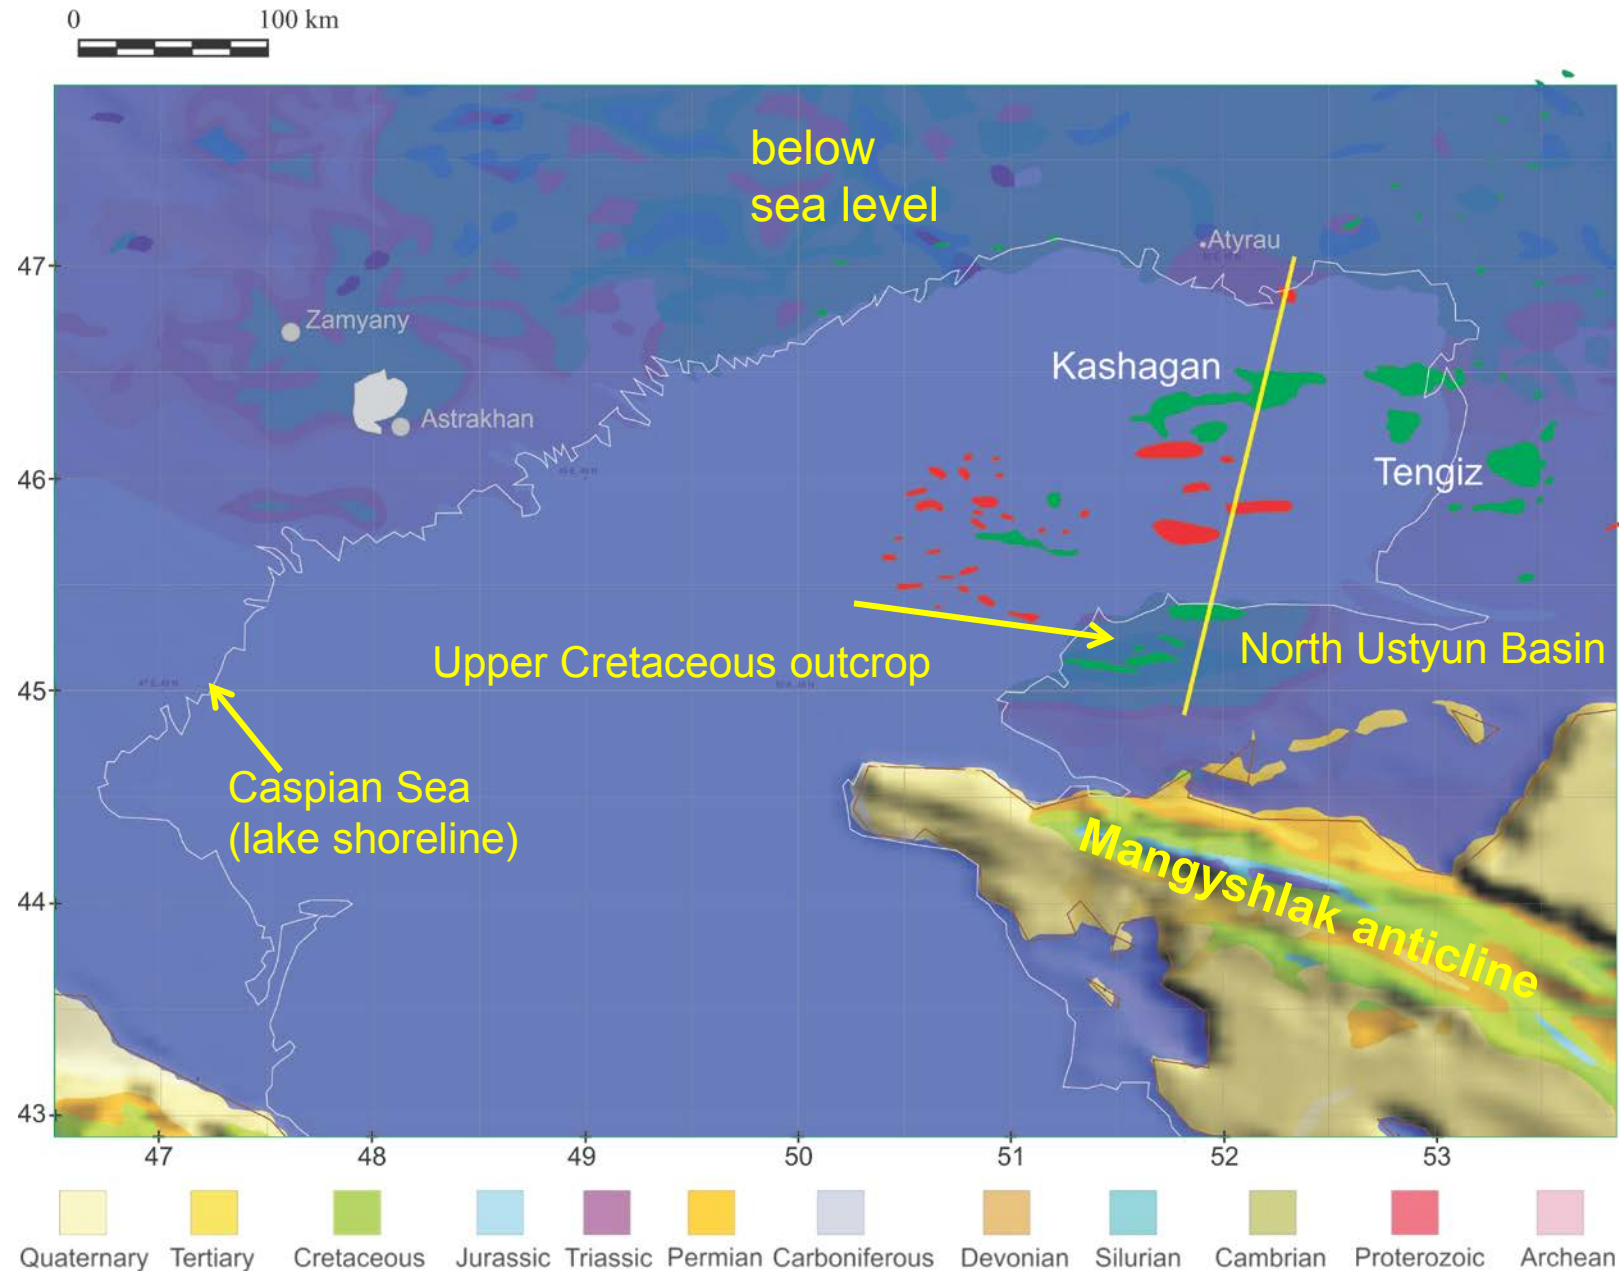 0 100 km
below
sea level
Atyrau
47
Zamyany
Kashagan
Astrakhan
Tengiz
46
Upper Cretaceous outcrop
North Ustyun Basin
45
Caspian Sea
(lake shoreline)
Mangyshlak anticline
44
43
47 48 49 50 51 52 53
Quaternary Tertiary Cretaceous Jurassic Triassic Permian Carboniferous Devonian Silurian Cambrian Proterozoic Archean